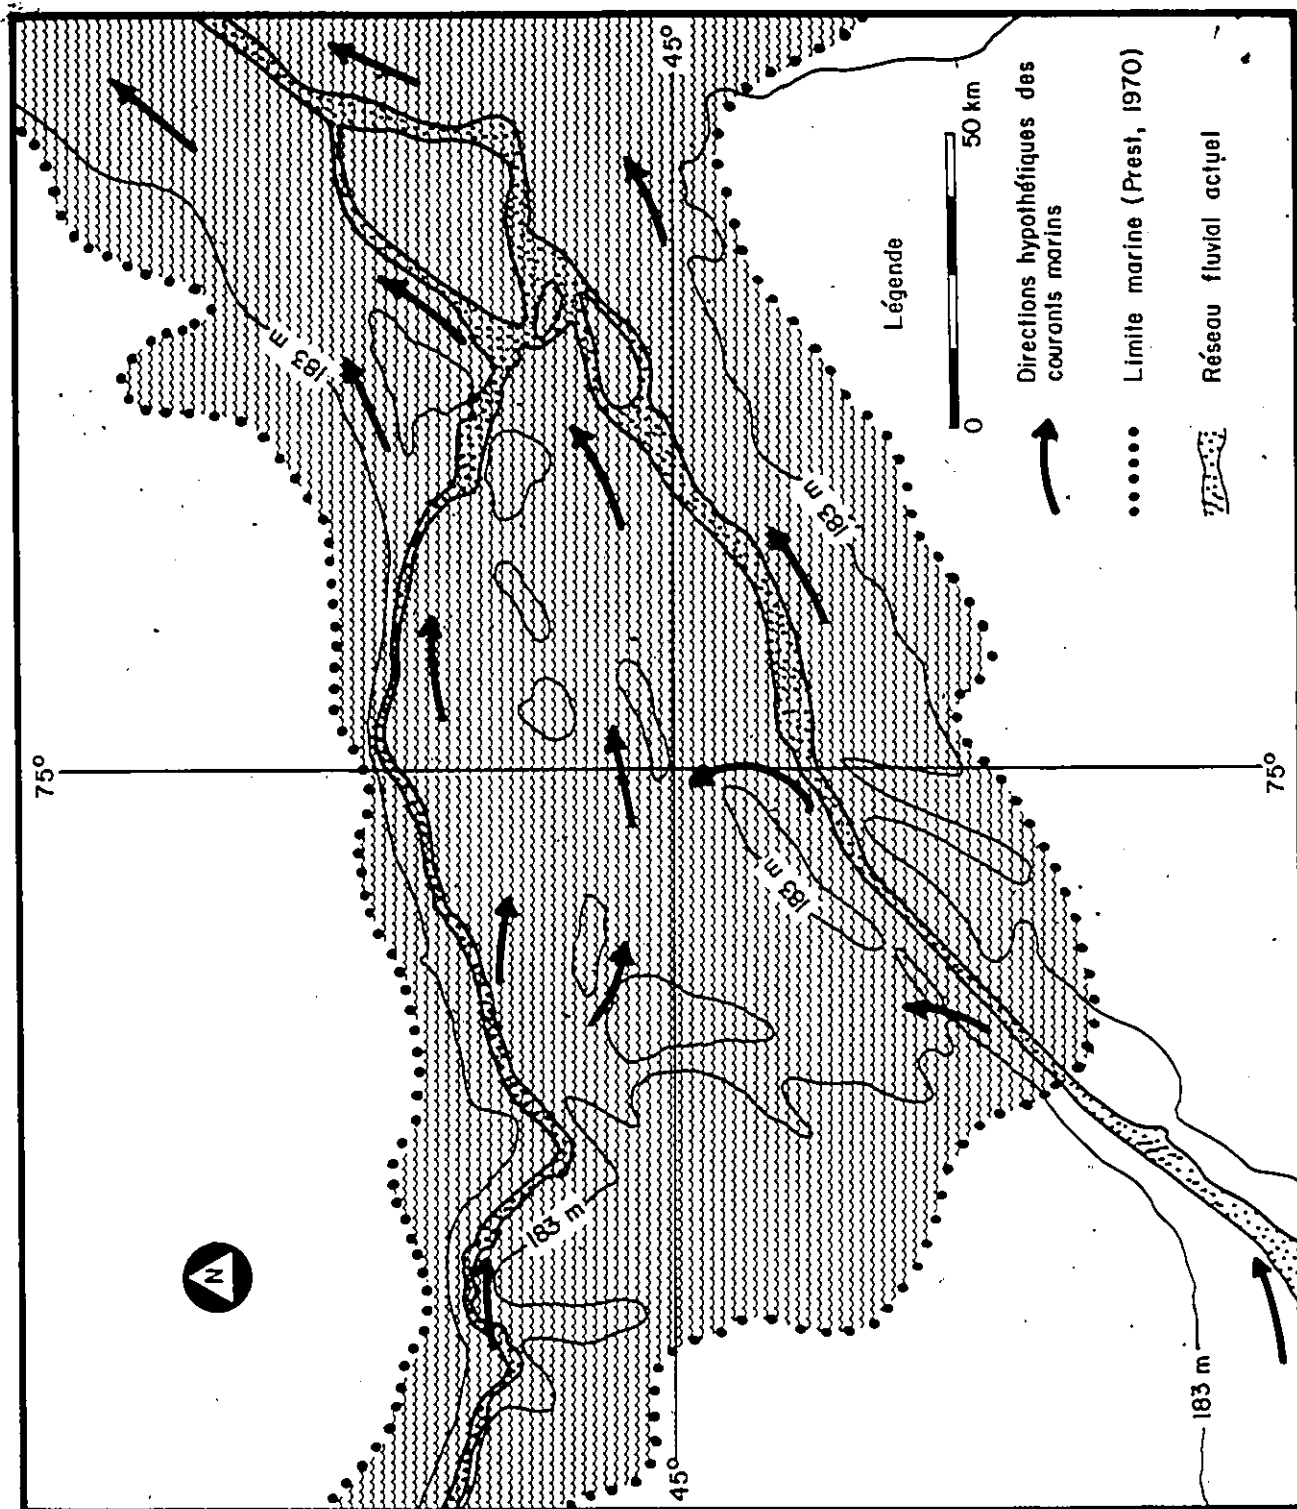 75°
45°
183 m
N
183 m
183 m
183 m
45°
75°
183 m
Légende
0
50 km
Directions hypothétiques des
courants marins
Limite marine (Prest, 1970)
Réseau fluvial actuel